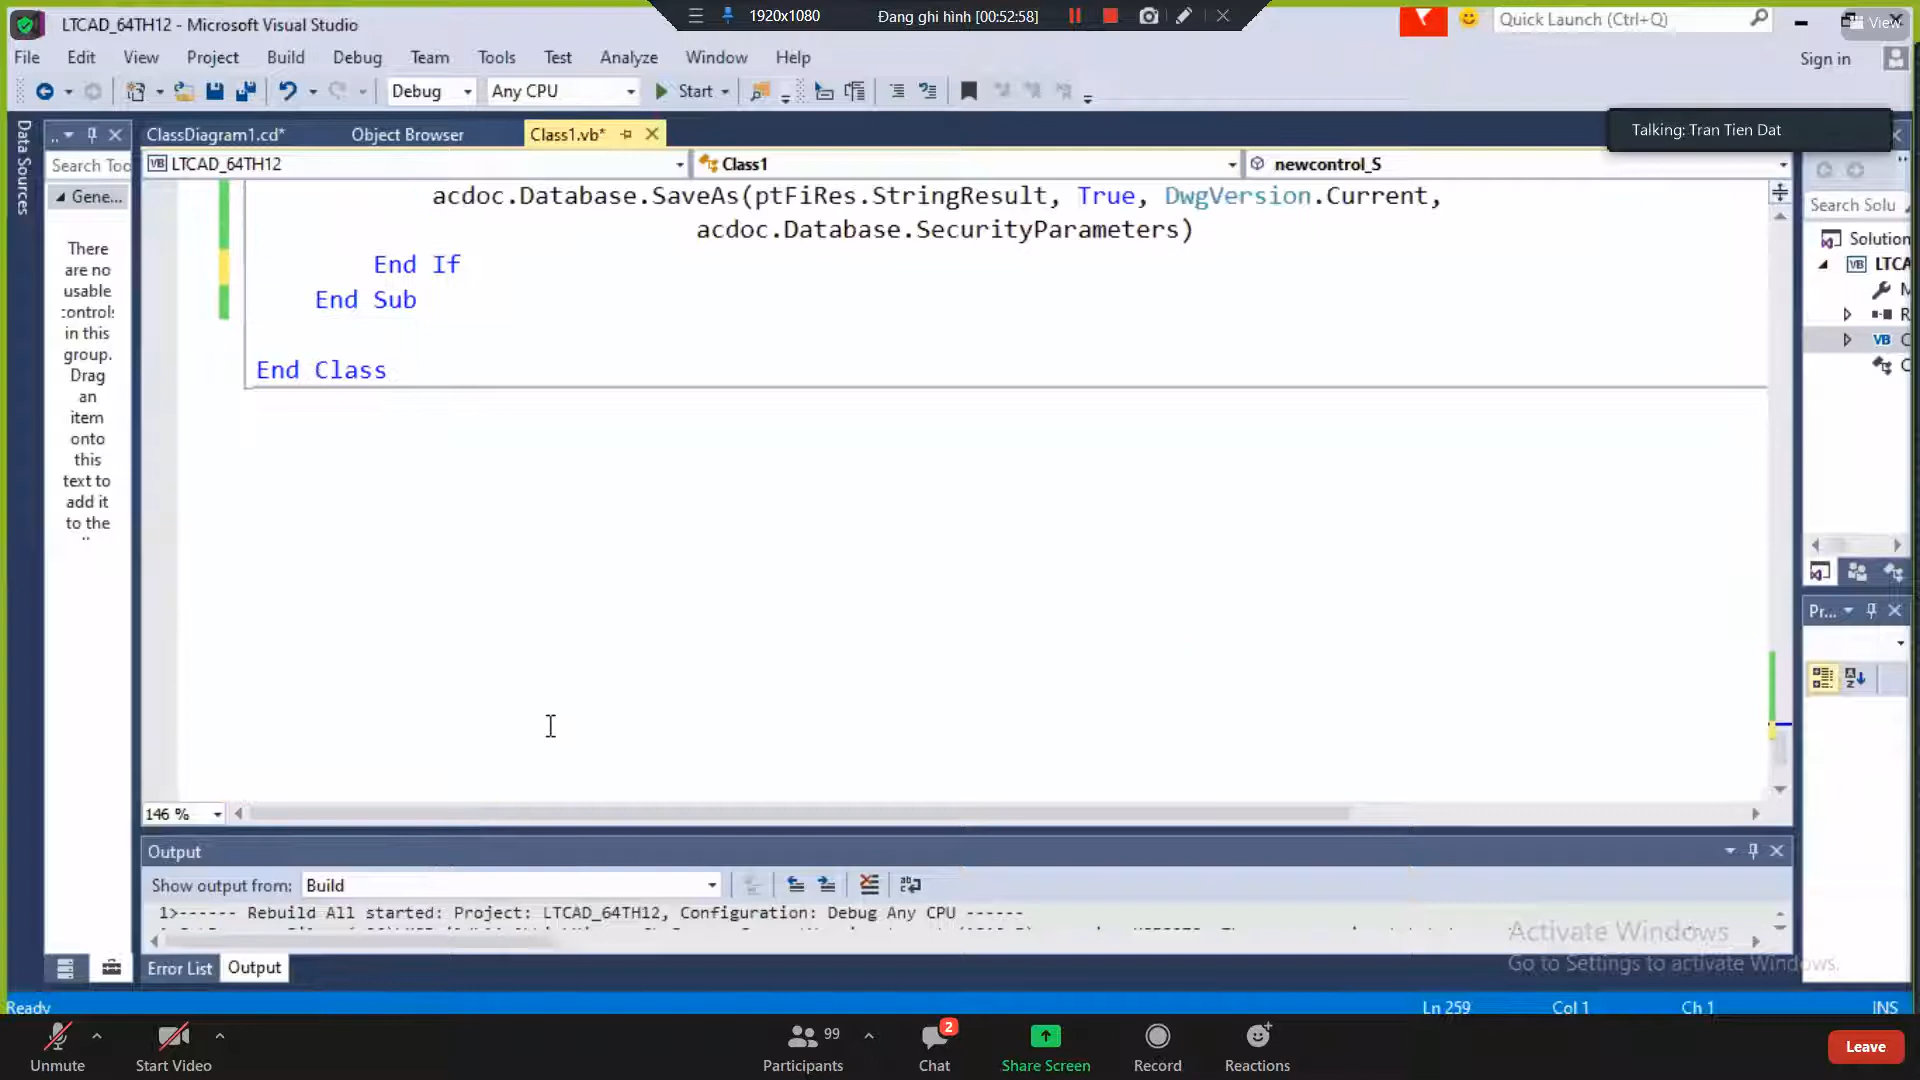 1920x1080
Đang ghi hình [00:52:58]
LTCAD_64TH12 - Microsoft Visual Studio
Quick Launch (Ctrl+Q)
View
File Edit View Project Build Debug Team Tools Test Analyze Window Help
Sign in
Debug
Any CPU
Start
Talking: Tran Tien Dat
Data Sources
ClassDiagram1.cd*
Object Browser
Class1.vb*
Search Too
LTCAD_64TH12
Class1
newcontrol_S
Gene...
Search Solu
There
are no
usable
in this
group.
Drag
an
item
onto
this
text to
add it
to the
Solution
LTCA
acdoc.Database.SaveAs(ptFiRes.StringResult, True, DwgVersion.Current,
acdoc.Database.SecurityParameters)
End If
End Sub
End Class
Pr...
146 %
Output
Show output from: Build
1>------ Rebuild All started: Project: LTCAD_64TH12, Configuration: Debug Any CPU ------
Activate Windows
Go to Settings to activate Windows.
Error List
Output
Ready
Ln 259
Col 1
Ch 1
INS
Unmute
Start Video
Participants
99
Chat
2
Share Screen
Record
Reactions
Leave